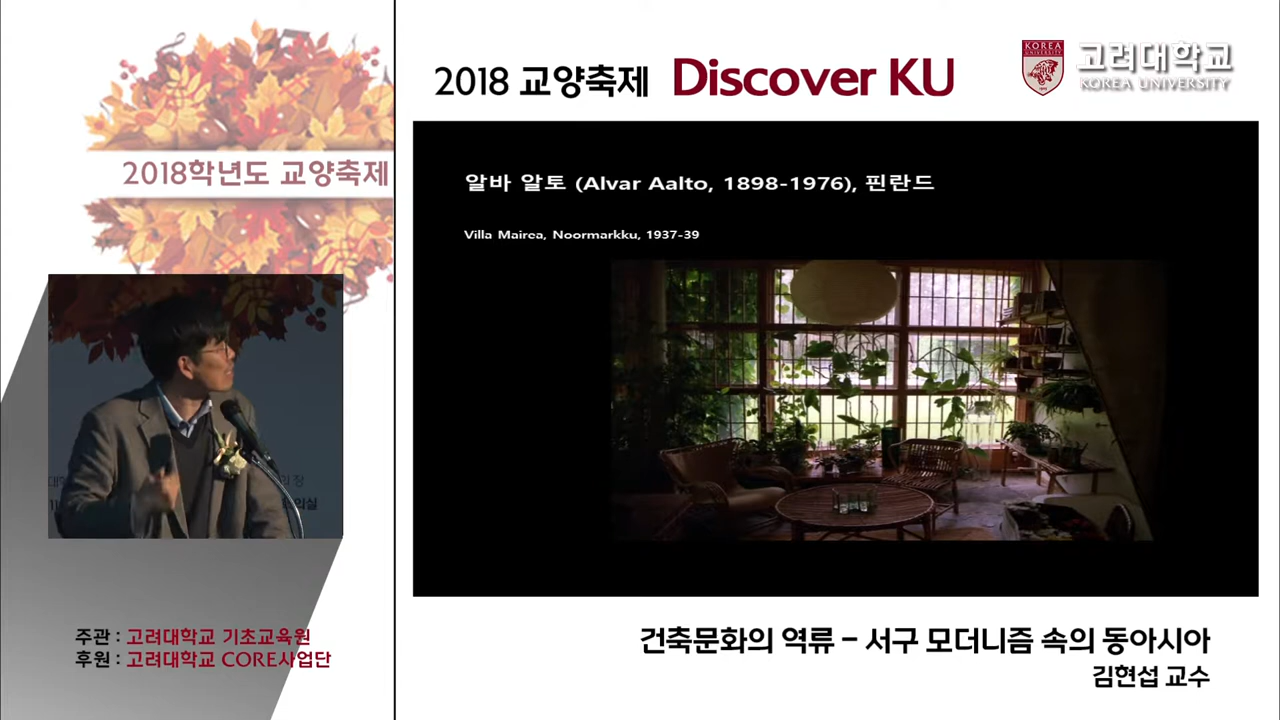 2018 교양축제 Discover KU
KOREA
UNIVERSITY
고려대학교
KOREA UNIVERSITY
2018학년도 교양축제
알바 알토 (Alvar Aalto, 1898-1976), 핀란드
Villa Mairea, Noormarkku, 1937-39
주관 : 고려대학교 기초교육원
후원 : 고려대학교 CORE사업단
건축문화의 역류 – 서구 모더니즘 속의 동아시아
김현섭 교수